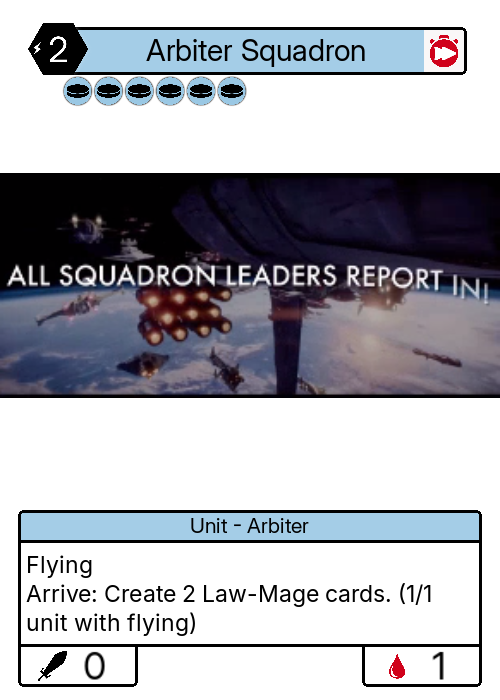 2 Arbiter Squadron
ALL SQUADRON LEADERS REPORT IN!
Unit - Arbiter
Flying
Arrive: Create 2 Law-Mage cards. (1/1
unit with flying)
0 1